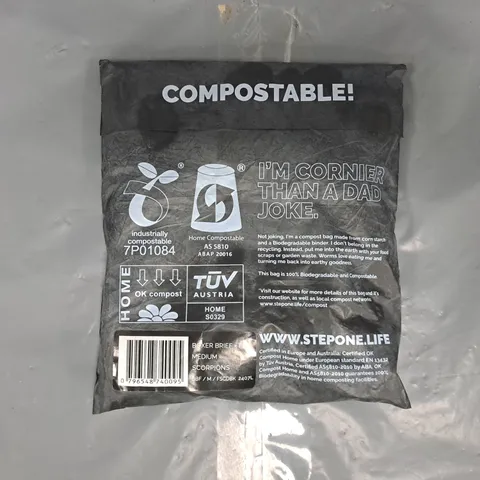 COMPOSTABLE!
industrially
compostable
7P01084
Home Compostable
AS 5810
ABAP 20016
HOME
OK compost
TÜV
AUSTRIA
HOME
S0329
I'M CORNIER
THAN A DAD
JOKE.
Not joking, I'm a compost bag made from corn starch
and a Biodegradable binder. I don't belong in the
recycling. Instead, put me into the earth with your food
scraps or garden waste. Worms love eating me and
turning me back into earthy goodness.
This bag is 100% Biodegradable and Compostable.
*Visit our website for more details of this bag and it's
construction, as well as local compost network.
www.stepone.life/compost
WWW.STEPONE.LIFE
Certified in Europe and Australia. Certified OK
Compost Home under European standard EN 13432
by Tüv Austria. Certified AS5810-2010 by ABA, OK
Compost Home and AS5810-2010 guarantees 100%
Biodegradability in home composting facilities.
BOXER BRIEF
MEDIUM
SCORPIONS
/ M / FSCDBK 2407L
0 796548 740095